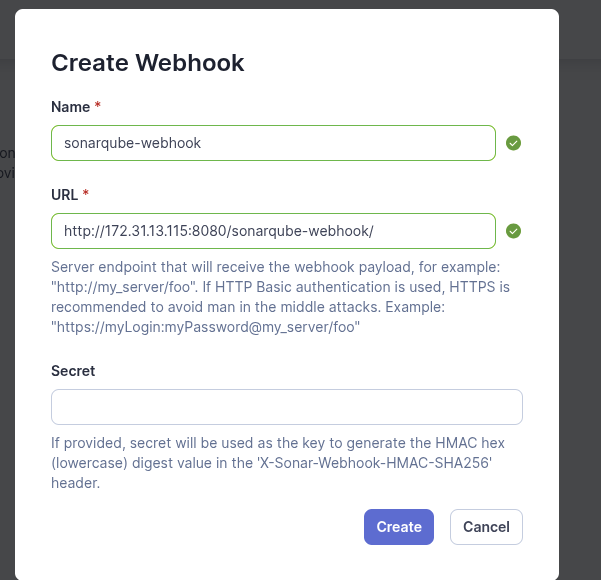 Create Webhook
Name *
sonarqube-webhook
URL *
http://172.31.13.115:8080/sonarqube-webhook/
Server endpoint that will receive the webhook payload, for example:
"http://my_server/foo". If HTTP Basic authentication is used, HTTPS is
recommended to avoid man in the middle attacks. Example:
"https://myLogin:myPassword@my_server/foo"
Secret
If provided, secret will be used as the key to generate the HMAC hex
(lowercase) digest value in the 'X-Sonar-Webhook-HMAC-SHA256'
header.
Create Cancel